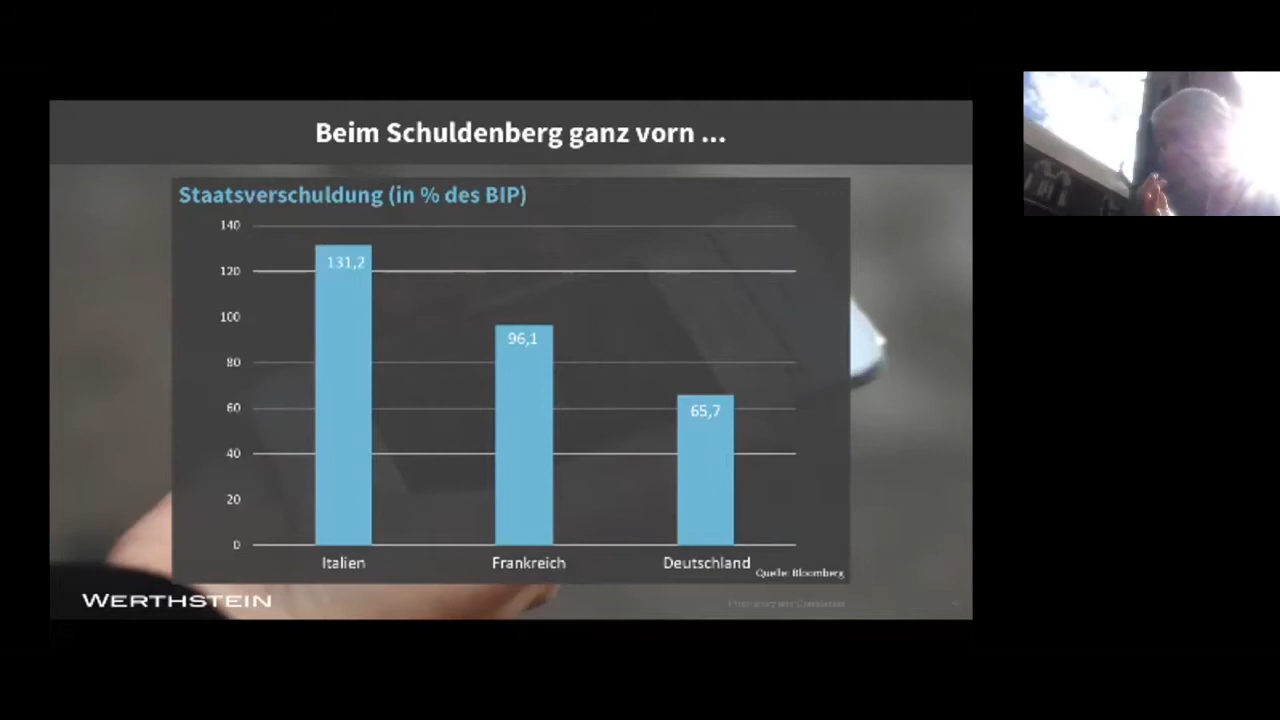 Beim Schuldenberg ganz vorn ...
Staatsverschuldung (in % des BIP)
140
120
100
80
60
40
20
0
131,2
96,1
65,7
Italien
Frankreich
Deutschland
Quelle: Bloomberg
WERTHSTEIN